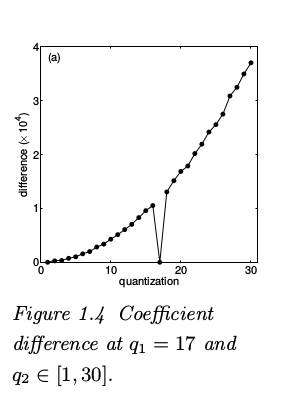 (a)
4
3
2
1
0
difference (×10⁴)
0 10 20 30
quantization
Figure 1.4 Coefficient
difference at q₁ = 17 and
q₂ ∈ [1, 30].